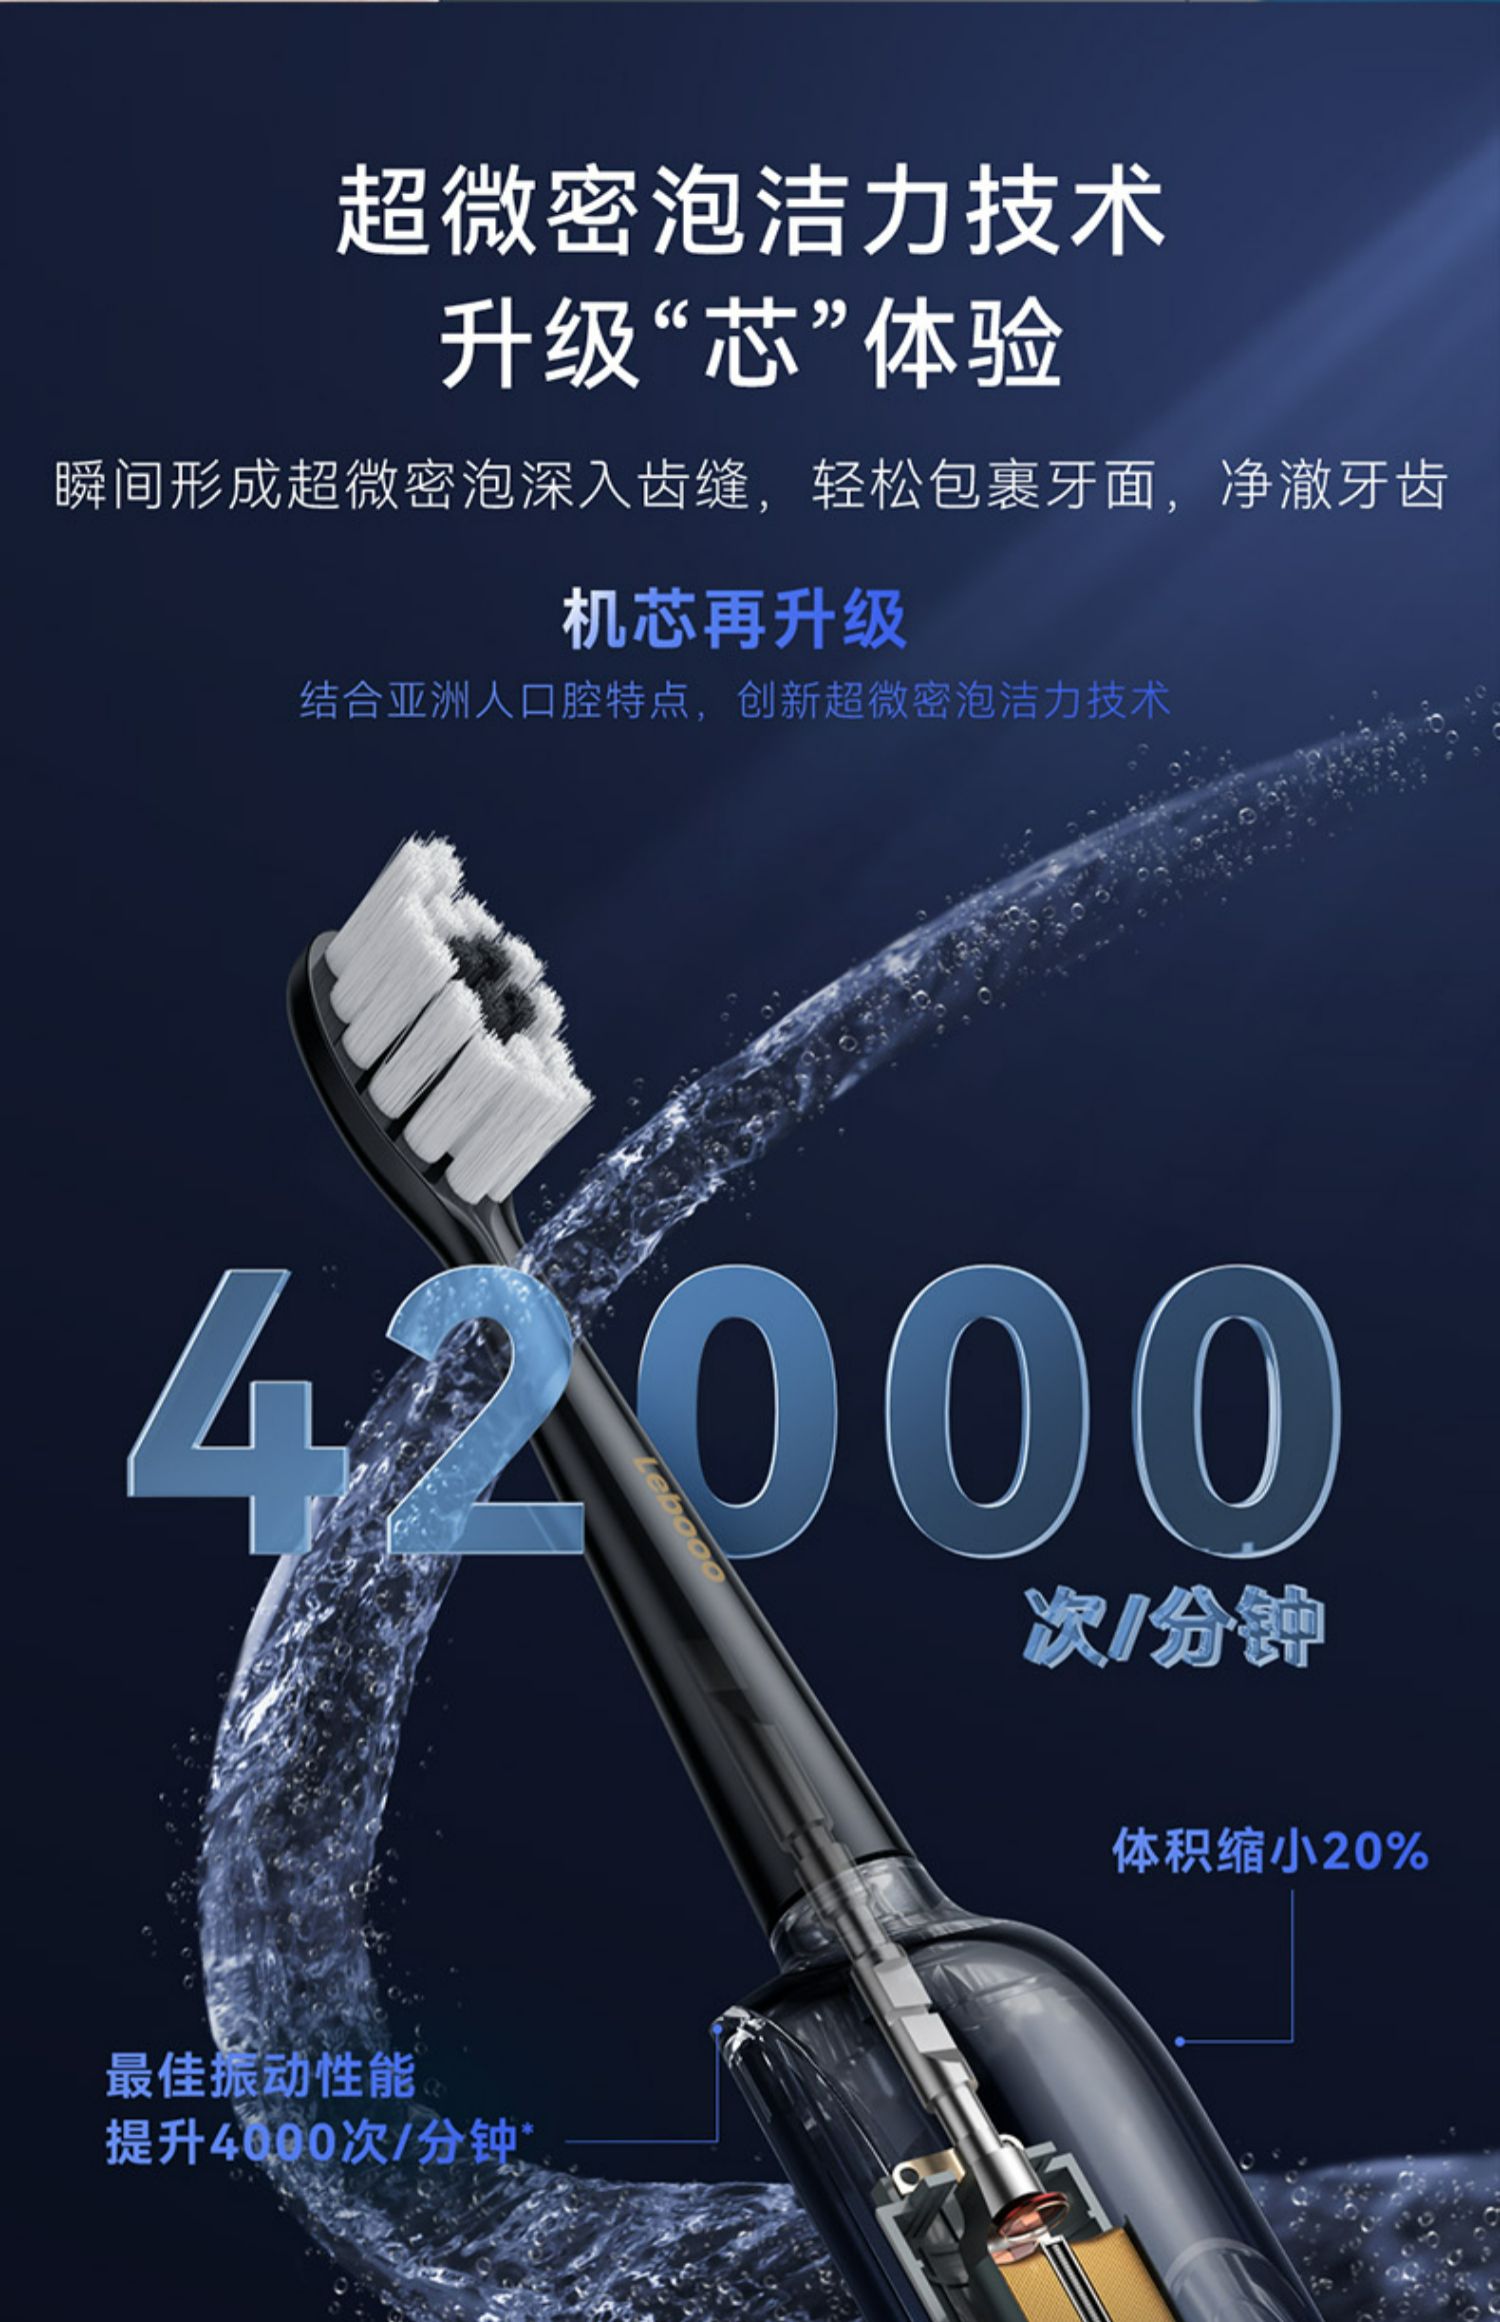 超微密泡洁力技术
升级“芯”体验
瞬间形成超微密泡深入齿缝，轻松包裹牙面，净澈牙齿
机芯再升级
结合亚洲人口腔特点，创新超微密泡洁力技术
42000
Lebooo
次/分钟
体积缩小20%
最佳振动性能
提升4000次/分钟*